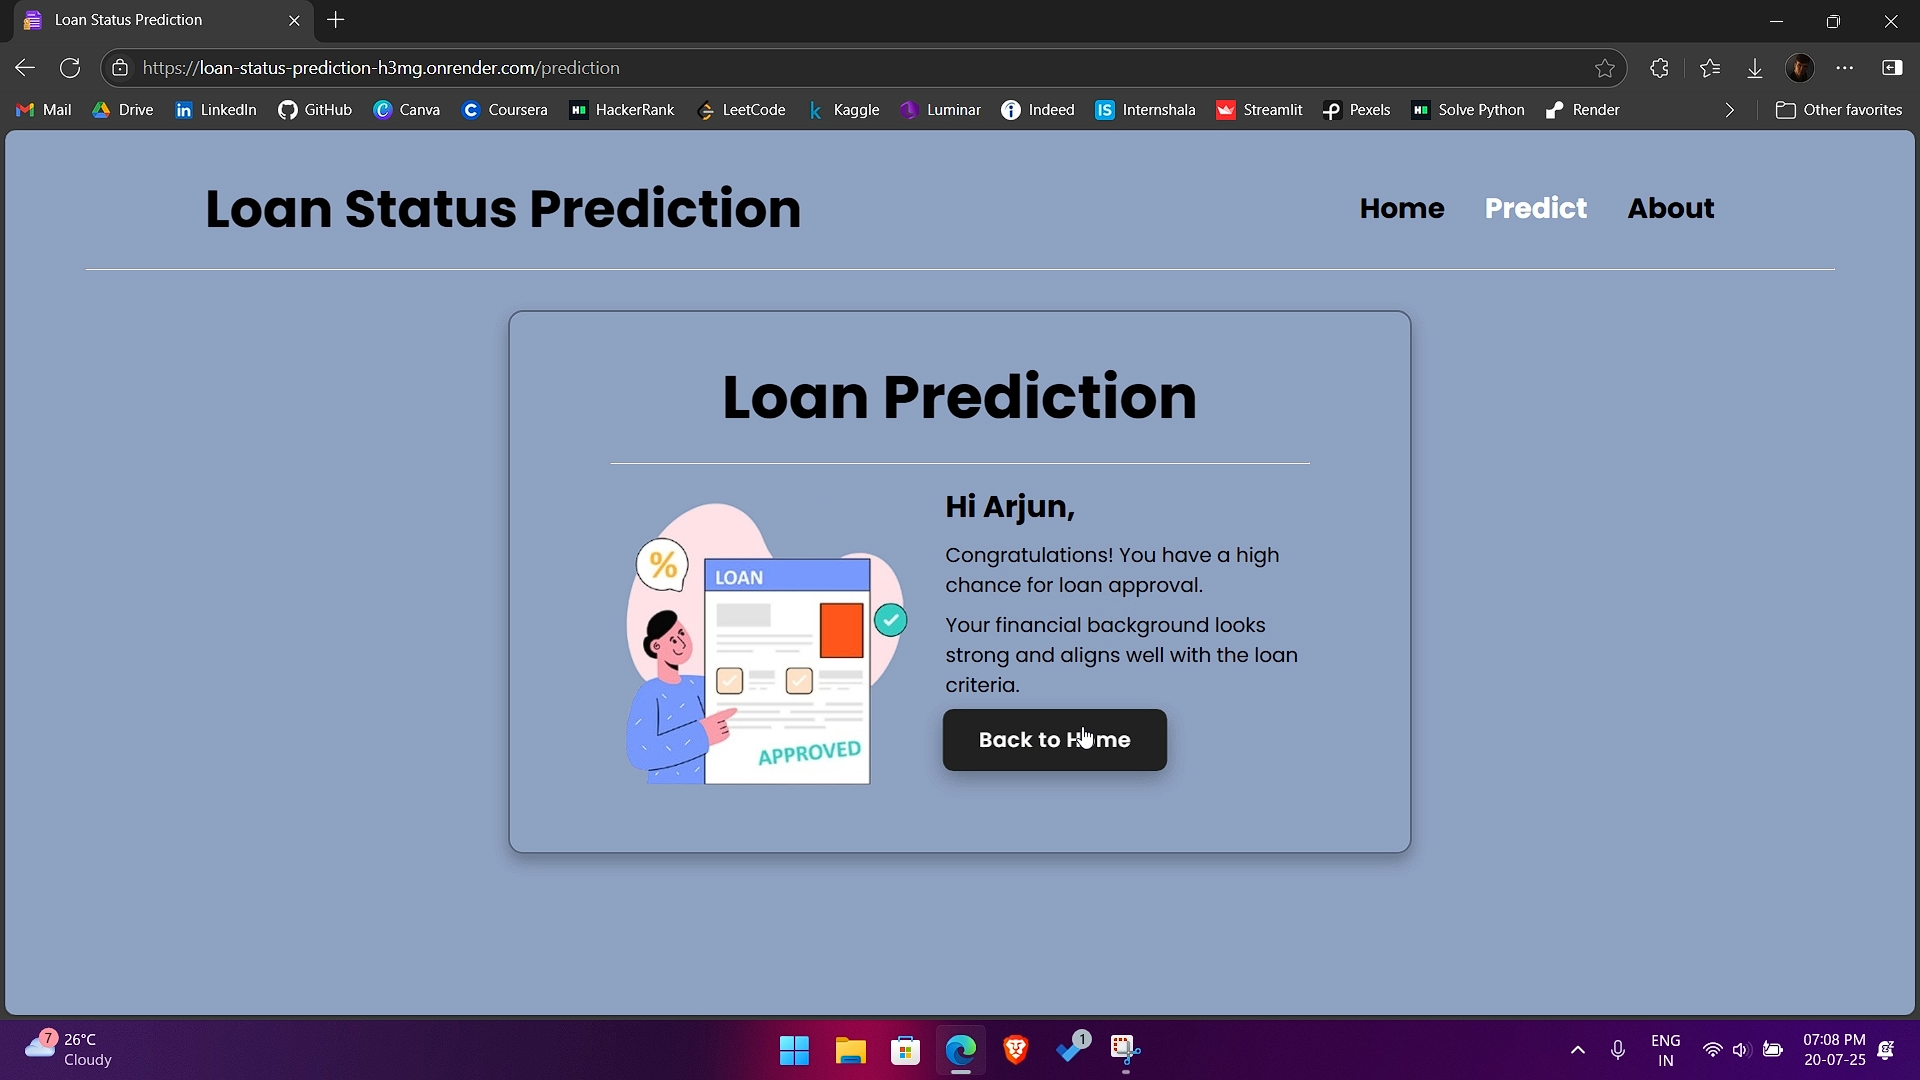 Loan Status Prediction
https://loan-status-prediction-h3mg.onrender.com/prediction
Mail Drive LinkedIn GitHub Canva Coursera HackerRank LeetCode Kaggle Luminar Indeed Internshala Streamlit Pexels Solve Python Render Other favorites
Loan Status Prediction
Home Predict About
Loan Prediction
Hi Arjun,
Congratulations! You have a high
chance for loan approval.
Your financial background looks
strong and aligns well with the loan
criteria.
Back to Home
%
LOAN
APPROVED
7
26°C
Cloudy
1
ENG
IN
07:08 PM
20-07-25